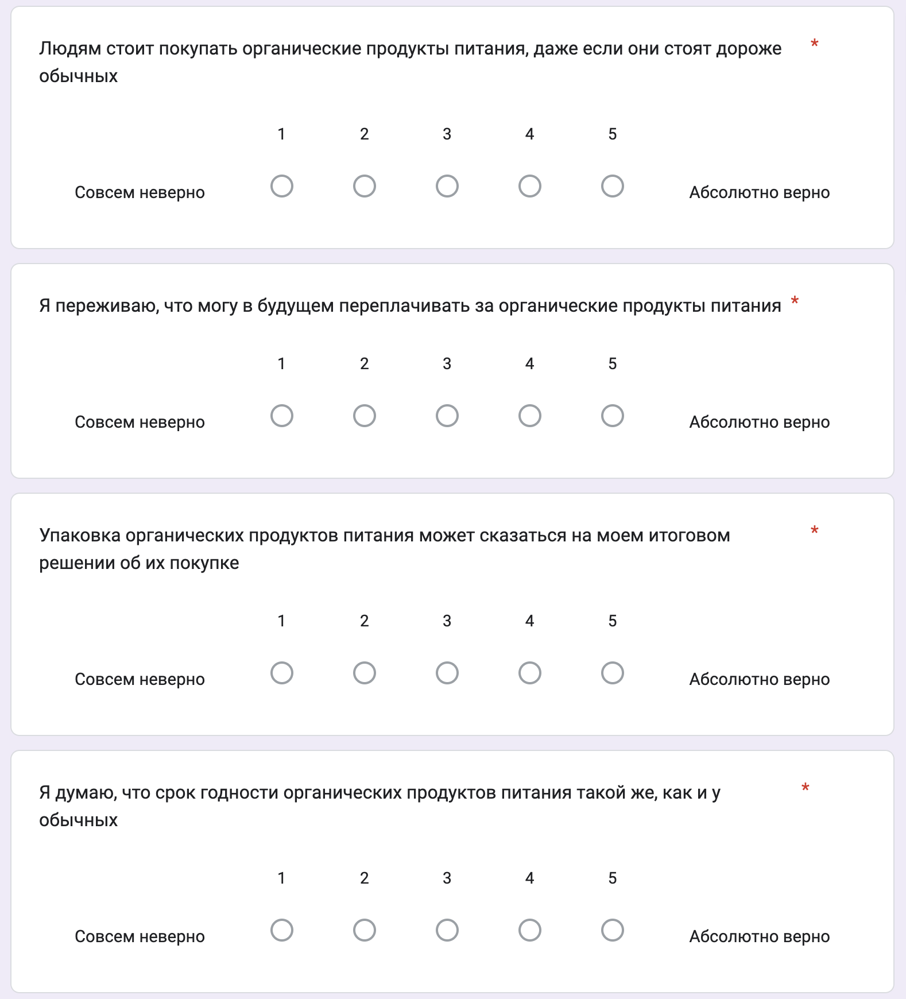 Людям стоит покупать органические продукты питания, даже если они стоят дороже *
обычных
1 2 3 4 5
Совсем неверно Абсолютно верно
Я переживаю, что могу в будущем переплачивать за органические продукты питания *
1 2 3 4 5
Совсем неверно Абсолютно верно
Упаковка органических продуктов питания может сказаться на моем итоговом *
решении об их покупке
1 2 3 4 5
Совсем неверно Абсолютно верно
Я думаю, что срок годности органических продуктов питания такой же, как и у *
обычных
1 2 3 4 5
Совсем неверно Абсолютно верно